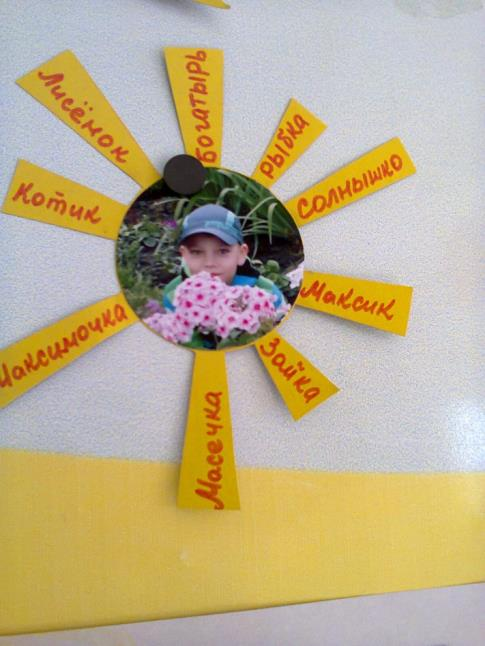 Богатырь
рыбка
Солнышко
Максик
Зайка
Масечка
Максимочка
Котик
Лисёнок